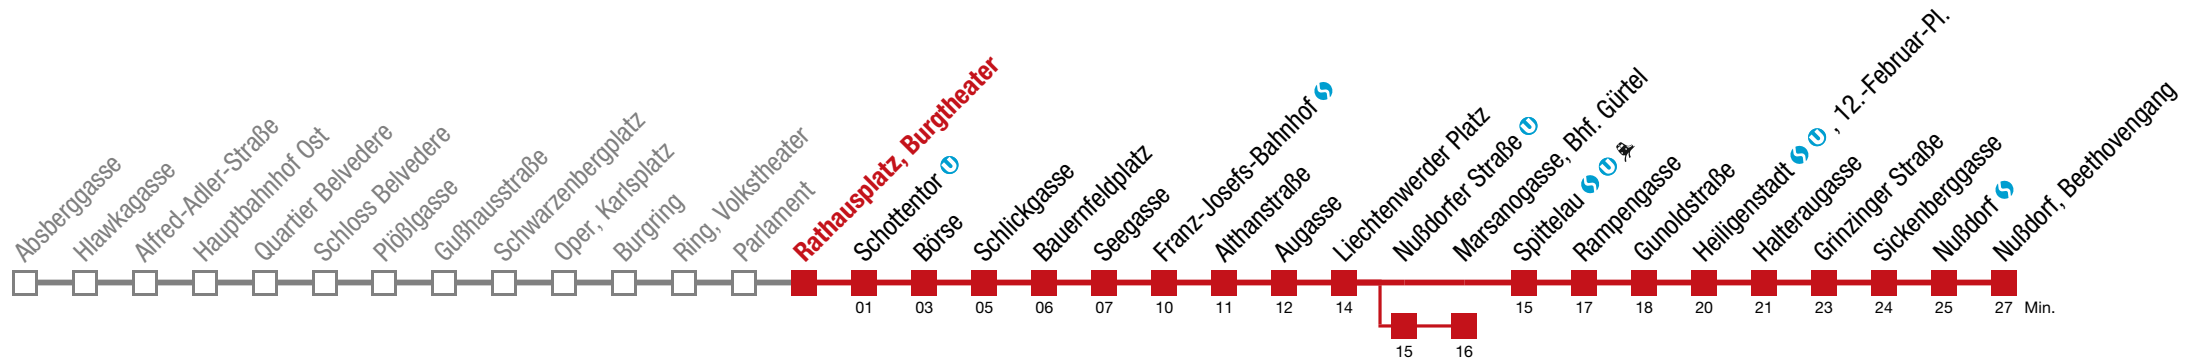 Absberggasse
Hlawkagasse
Alfred-Adler-Straße
Hauptbahnhof Ost
Quartier Belvedere
Schloss Belvedere
Plößlgasse
Gußhausstraße
Schwarzenbergplatz
Oper, Karlsplatz
Burgring
Ring, Volkstheater
Parlament
Rathausplatz, Burgtheater
Schottentor U
Börse
Schlickgasse
Bauernfeldplatz
Seegasse
Franz-Josefs-Bahnhof S
Althanstraße
Augasse
Liechtenwerder Platz
Nußdorfer Straße U
Marsanogasse, Bhf. Gürtel
Spittelau S U
Rampengasse
Gunoldstraße
Heiligenstadt S U , 12.-Februar-Pl.
Halteraugasse
Grinzinger Straße
Sickenberggasse
Nußdorf S
Nußdorf, Beethovengang
01 03 05 06 07 10 11 12 14 15 17 18 20 21 23 24 25 27 Min.
15 16